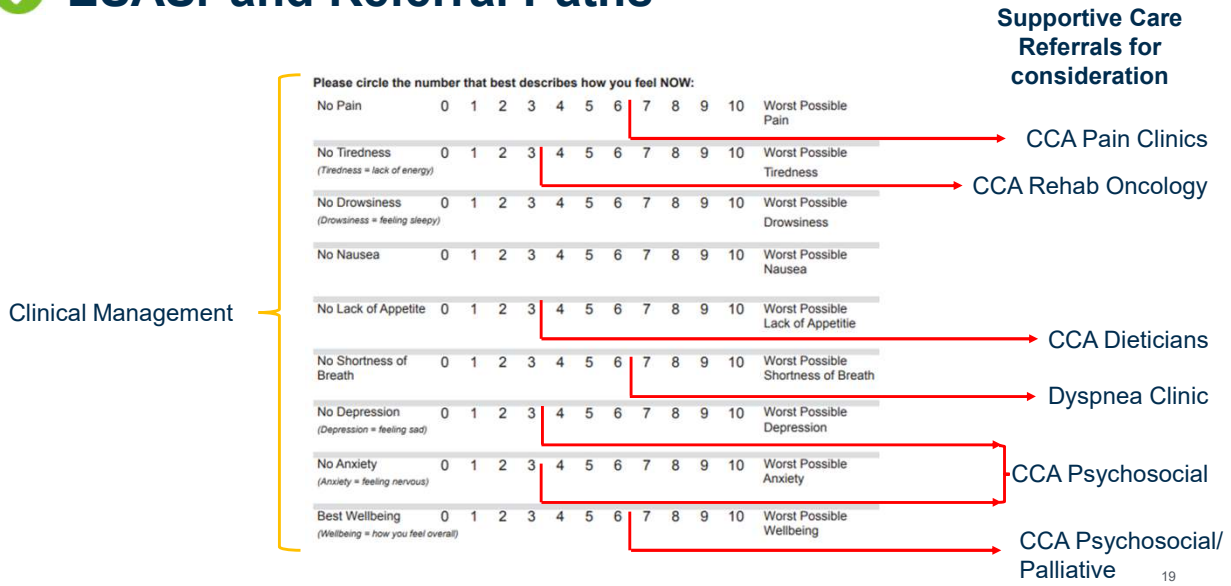 ESASr and Referral Paths
Supportive Care
Referrals for
consideration
Please circle the number that best describes how you feel NOW:
No Pain 0 1 2 3 4 5 6 7 8 9 10 Worst Possible
Pain
CCA Pain Clinics
No Tiredness 0 1 2 3 4 5 6 7 8 9 10 Worst Possible
(Tiredness = lack of energy) Tiredness
CCA Rehab Oncology
No Drowsiness 0 1 2 3 4 5 6 7 8 9 10 Worst Possible
(Drowsiness = feeling sleepy) Drowsiness
No Nausea 0 1 2 3 4 5 6 7 8 9 10 Worst Possible
Nausea
Clinical Management
No Lack of Appetite 0 1 2 3 4 5 6 7 8 9 10 Worst Possible
Lack of Appetitie
CCA Dieticians
No Shortness of 0 1 2 3 4 5 6 7 8 9 10 Worst Possible
Breath Shortness of Breath
Dyspnea Clinic
No Depression 0 1 2 3 4 5 6 7 8 9 10 Worst Possible
(Depression = feeling sad) Depression
No Anxiety 0 1 2 3 4 5 6 7 8 9 10 Worst Possible
(Anxiety = feeling nervous) Anxiety
CCA Psychosocial
Best Wellbeing 0 1 2 3 4 5 6 7 8 9 10 Worst Possible
(Wellbeing = how you feel overall) Wellbeing
CCA Psychosocial/
Palliative
19